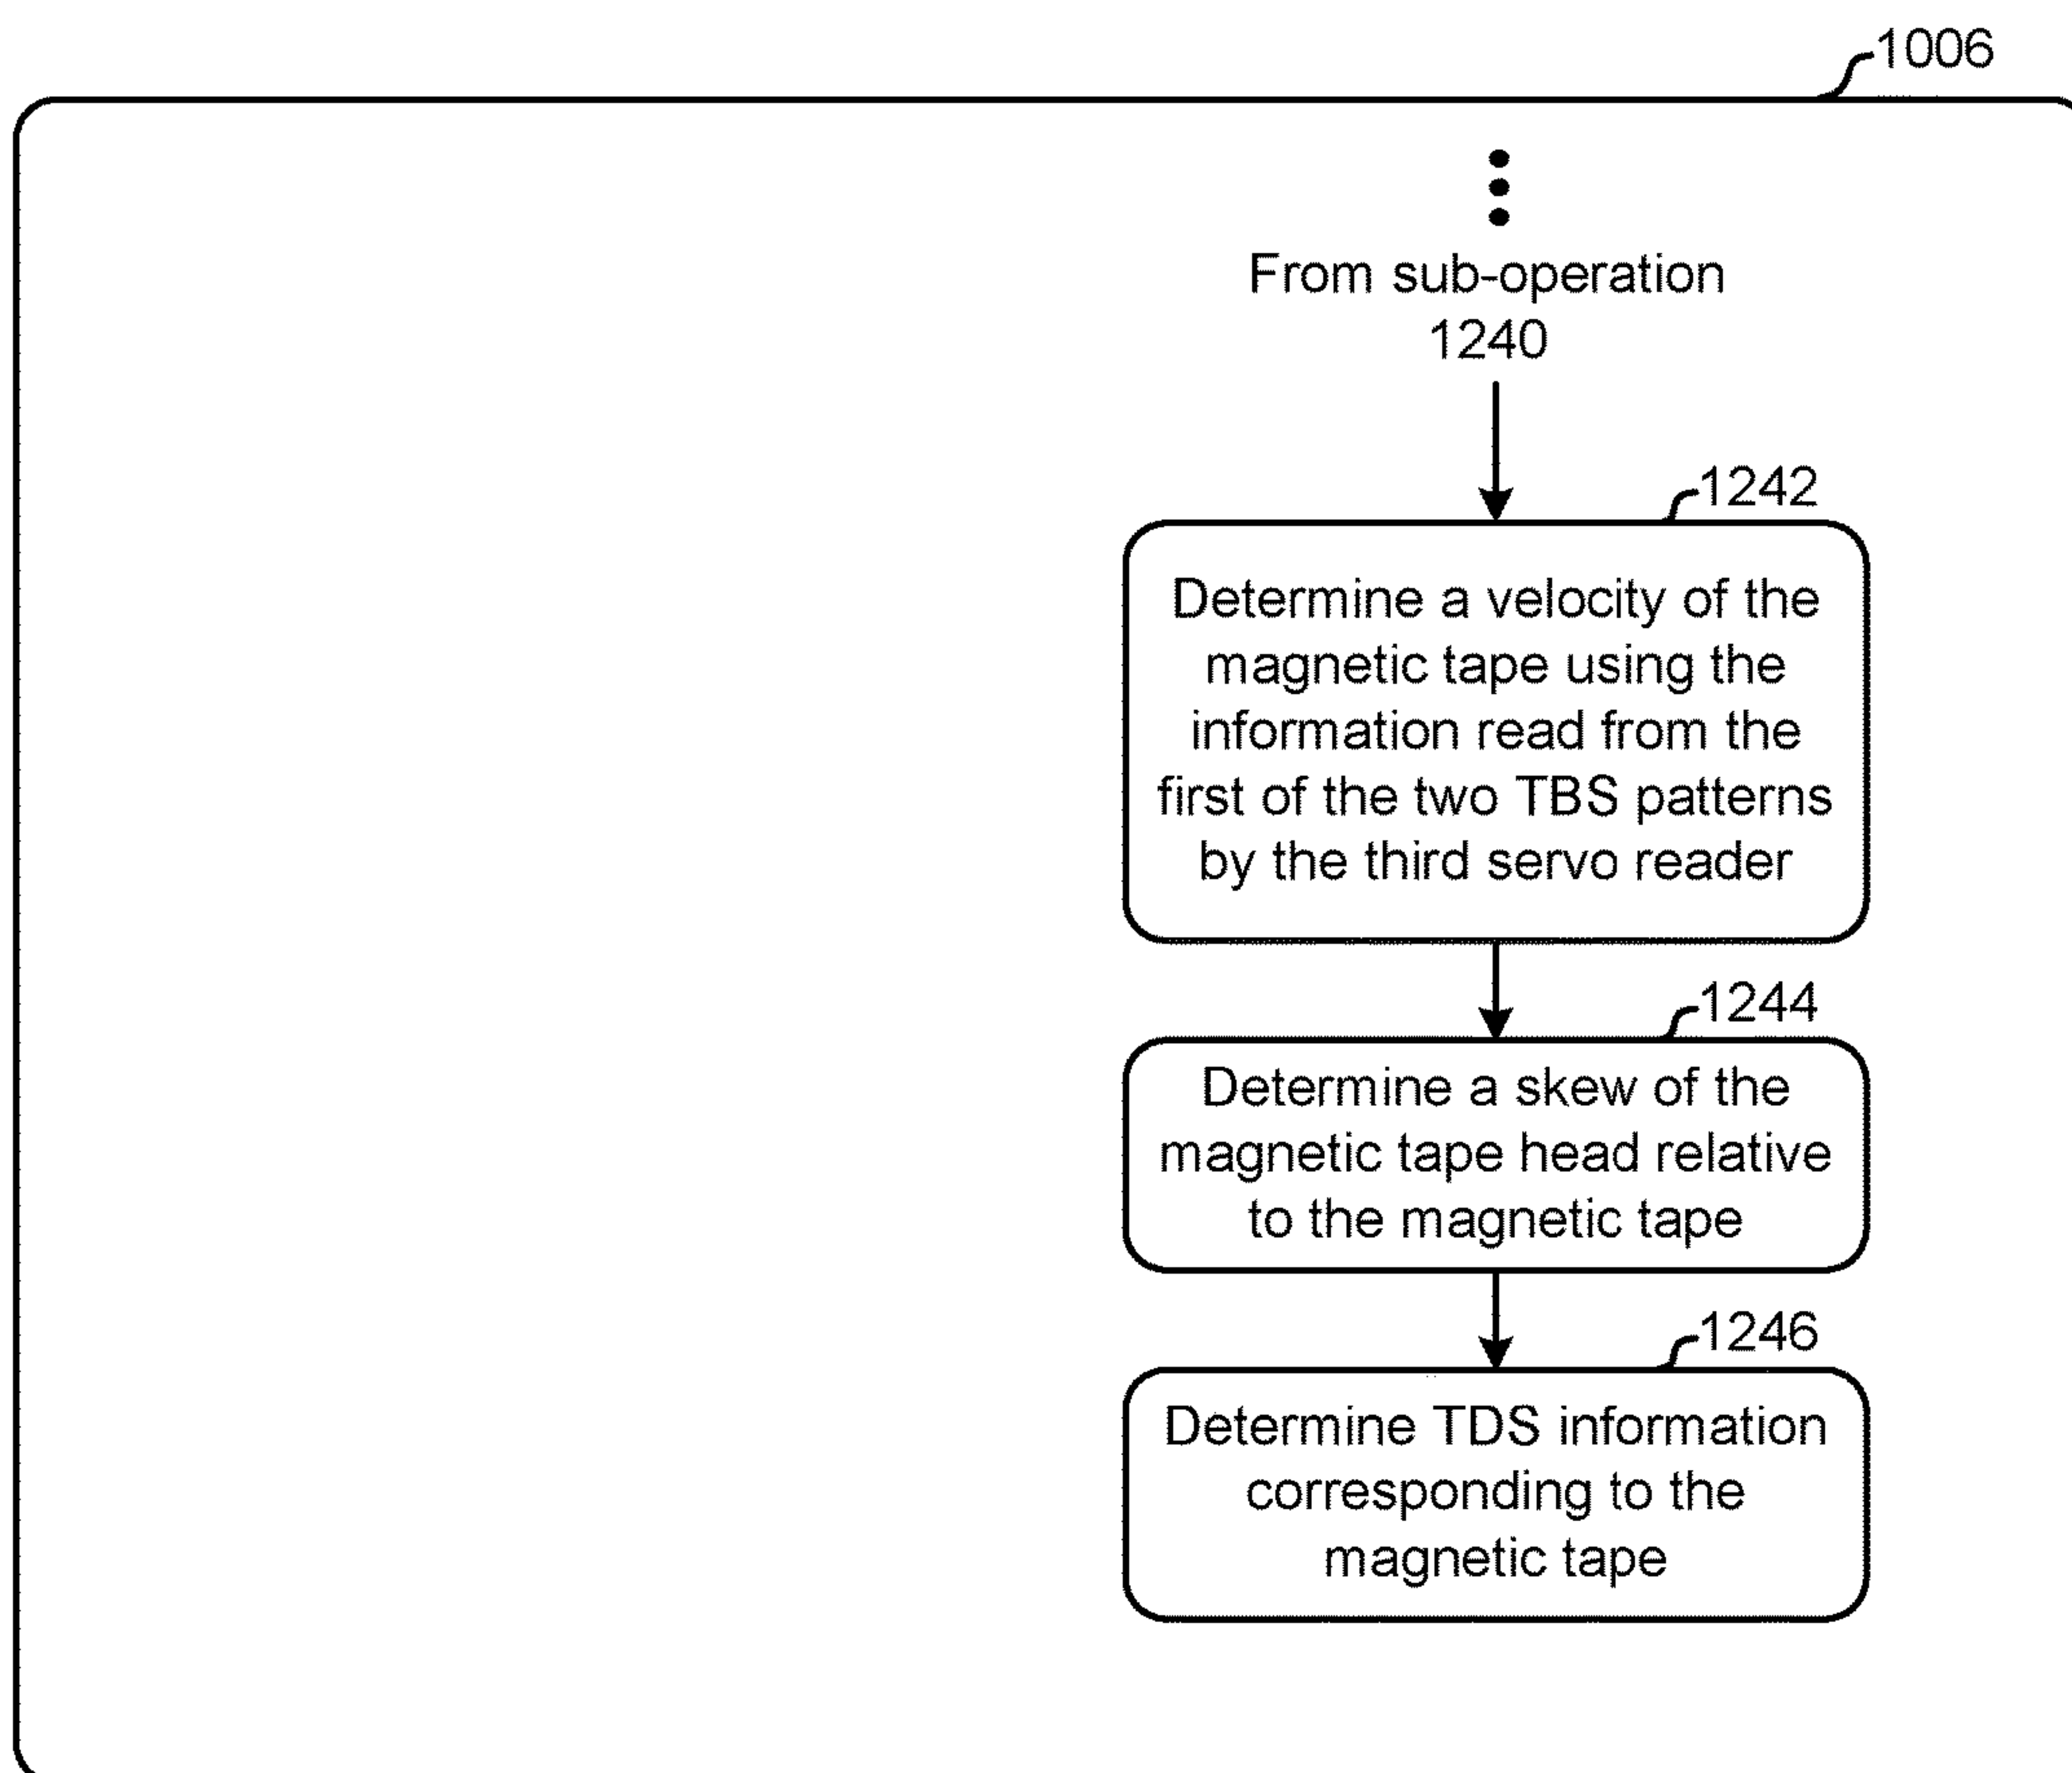 1006
From sub-operation
1240
1242
Determine a velocity of the
magnetic tape using the
information read from the
first of the two TBS patterns
by the third servo reader
1244
Determine a skew of the
magnetic tape head relative
to the magnetic tape
1246
Determine TDS information
corresponding to the
magnetic tape